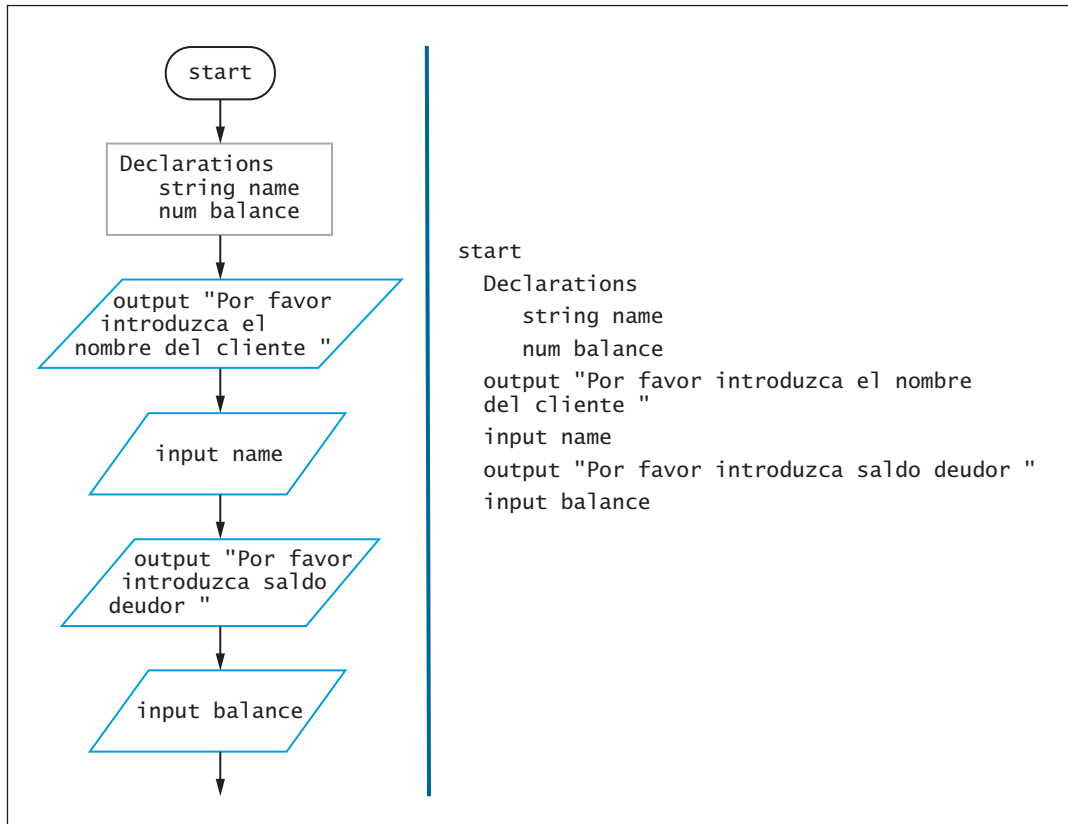 start
Declarations
string name
num balance
output "Por favor
introduzca el
nombre del cliente "
input name
output "Por favor
introduzca saldo
deudor "
input balance
start
Declarations
string name
num balance
output "Por favor introduzca el nombre
del cliente "
input name
output "Por favor introduzca saldo deudor "
input balance